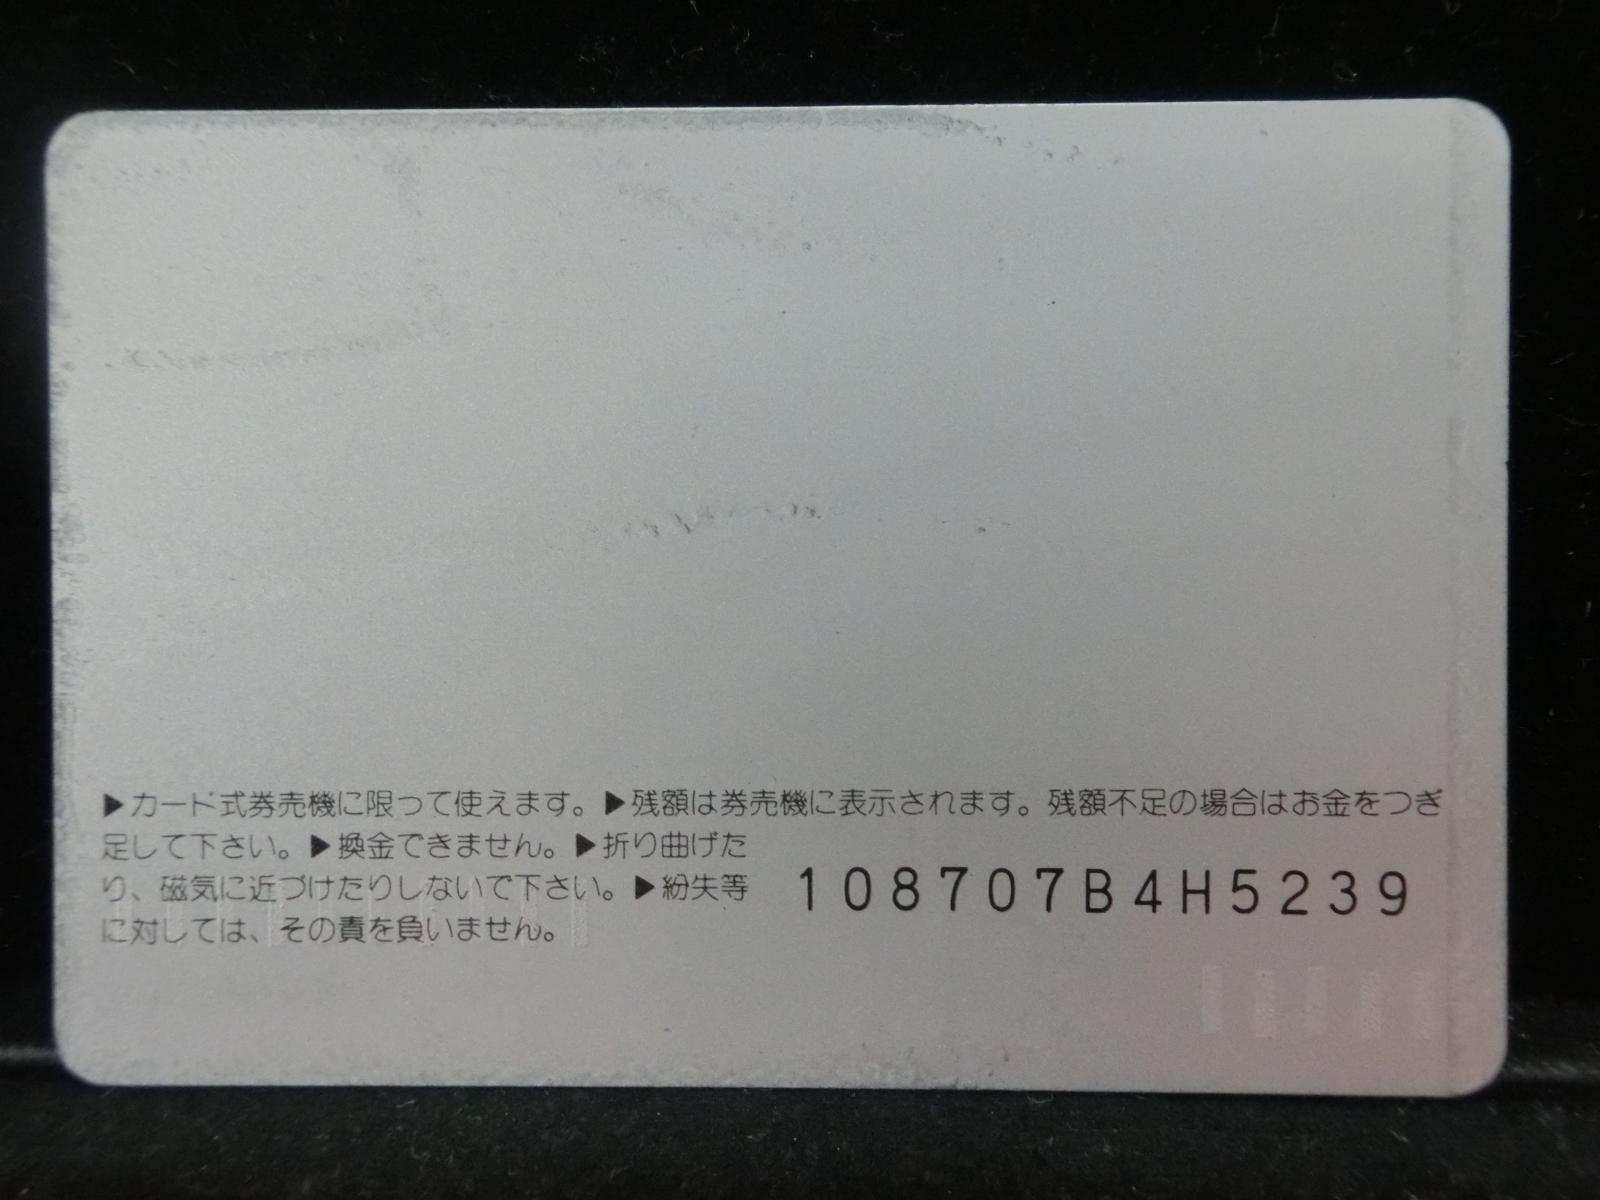 ▶カード式券売機に限って使えます。▶残額は券売機に表示されます。残額不足の場合はお金をつぎ
足して下さい。▶換金できません。▶折り曲げた
り、磁気に近づけたりしないで下さい。▶紛失等
に対しては、その責を負いません。
108707B4H5239